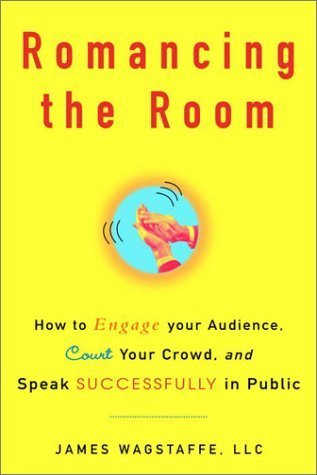 Romancing
the Room
How to Engage your Audience,
Court Your Crowd, and
Speak SUCCESSFULLY in Public
JAMES WAGSTAFFE, LLC